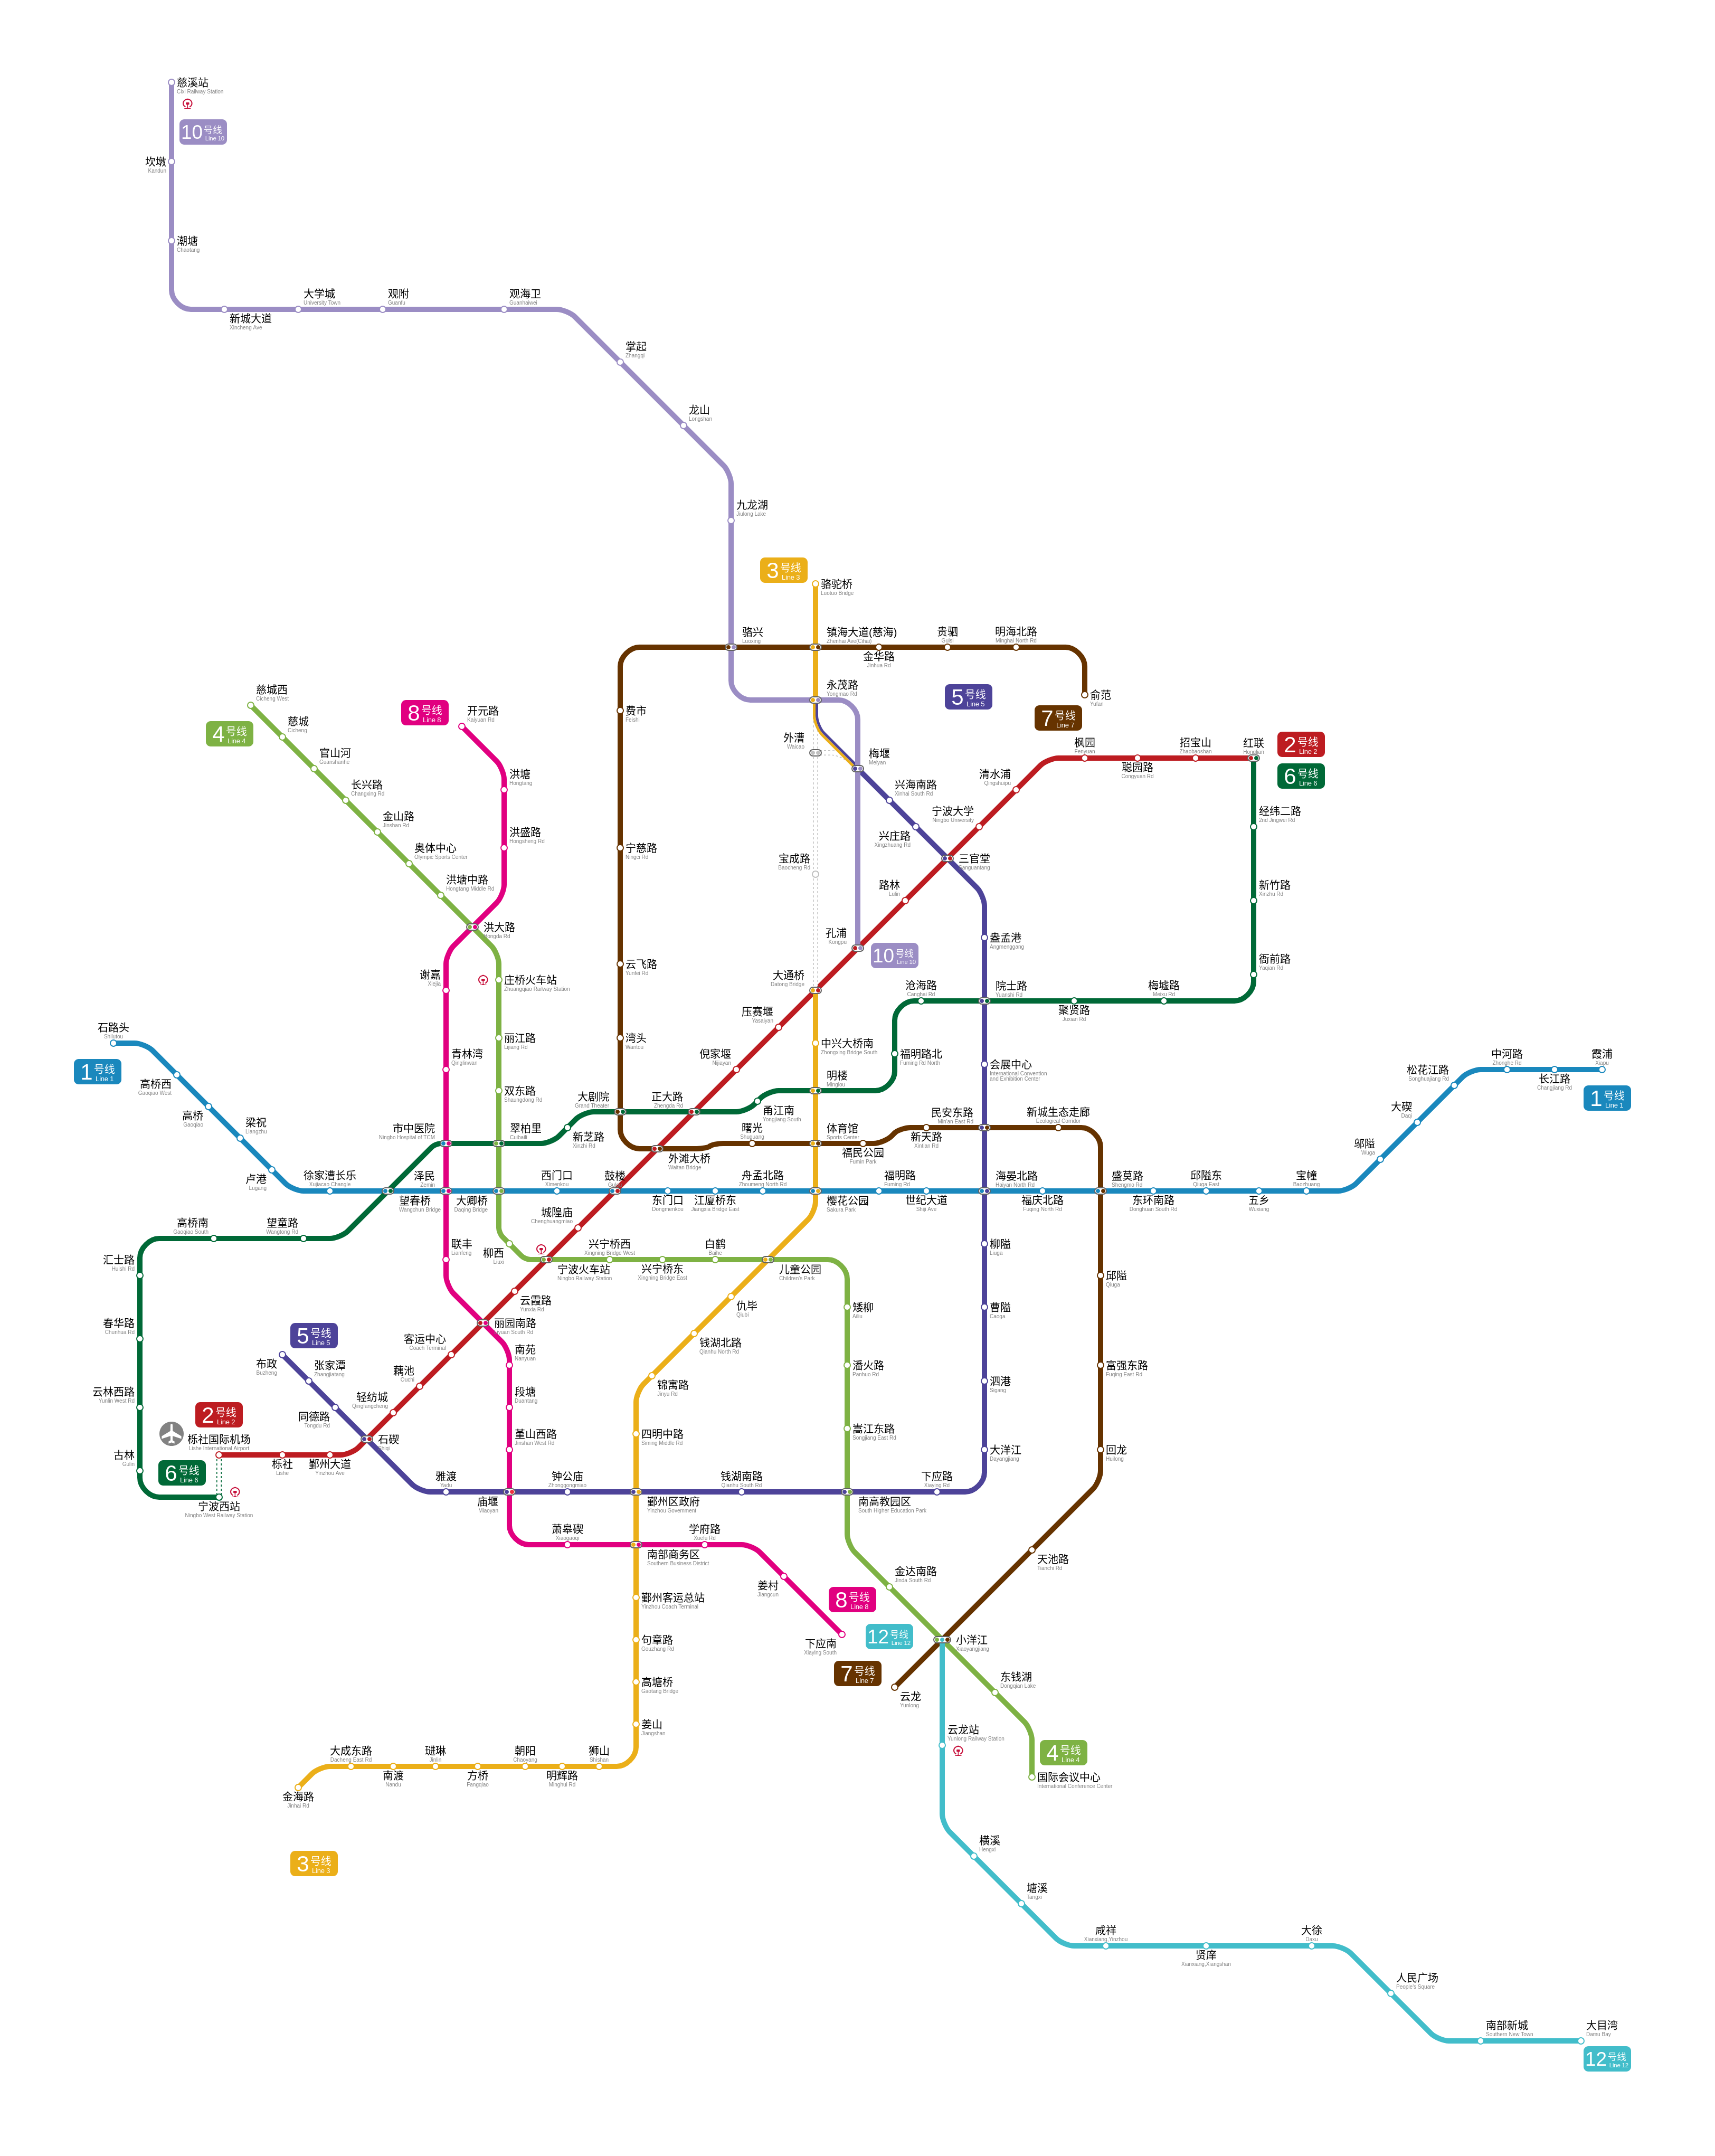 慈溪站
Cixi Railway Station
10号线
Line 10
坎墩
Kandun
潮塘
Chaotang
大学城
University Town
观附
Guanfu
观海卫
Guanhaiwei
新城大道
Xincheng Ave
掌起
Zhangqi
龙山
Longshan
九龙湖
Jiulong Lake
3号线
Line 3
骆驼桥
Luotuo Bridge
骆兴
Luoxing
镇海大道(慈海)
Zhenhai Ave(Cihai)
贵驷
Guisi
明海北路
Minghai North Rd
金华路
Jinhua Rd
永茂路
Yongmao Rd
5号线
Line 5
俞范
Yufan
7号线
Line 7
慈城西
Cicheng West
4号线
Line 4
慈城
Cicheng
官山河
Guanshanhe
长兴路
Changxing Rd
金山路
Jinshan Rd
奥体中心
Olympic Sports Center
洪塘中路
Hongtang Middle Rd
8号线
Line 8
开元路
Kaiyuan Rd
洪塘
Hongtang
洪盛路
Hongsheng Rd
洪大路
Hongda Rd
费市
Feishi
宁慈路
Ningci Rd
云飞路
Yunfei Rd
湾头
Wantou
外漕
Waicao
梅堰
Meiyan
兴海南路
Xinhai South Rd
兴庄路
Xingzhuang Rd
宝成路
Baocheng Rd
清水浦
Qingshuipu
宁波大学
Ningbo University
三官堂
Sanguantang
枫园
Fengyuan
聪园路
Congyuan Rd
招宝山
Zhaobaoshan
红联
Honglian
2号线
Line 2
6号线
Line 6
经纬二路
2nd Jingwei Rd
新竹路
Xinzhu Rd
衙前路
Yaqian Rd
路林
Lulin
孔浦
Kongpu
10号线
Line 10
盎孟港
Angmenggang
大通桥
Datong Bridge
沧海路
Canghai Rd
院士路
Yuanshi Rd
聚贤路
Juxian Rd
梅墟路
Meixu Rd
谢嘉
Xiejia
庄桥火车站
Zhuangqiao Railway Station
丽江路
Lijiang Rd
青林湾
Qinglinwan
双东路
Shuangdong Rd
压赛堰
Yasaiyan
倪家堰
Nijiayan
中兴大桥南
Zhongxing Bridge South
福明路北
Fuming Rd North
会展中心
International Convention
and Exhibition Center
石路头
Shilutou
1号线
Line 1
高桥西
Gaoqiao West
高桥
Gaoqiao
梁祝
Liangzhu
卢港
Lugang
徐家漕长乐
Xujiacao Changle
市中医院
Ningbo Hospital of TCM
翠柏里
Cuibaili
新芝路
Xinzhi Rd
大剧院
Grand Theater
正大路
Zhengda Rd
甬江南
Yongjiang South
明楼
Minglou
外滩大桥
Waitan Bridge
曙光
Shuguang
体育馆
Sports Center
福民公园
Fumin Park
新天路
Xintian Rd
民安东路
Min'an East Rd
新城生态走廊
Ecological Corridor
泽民
Zemin
望春桥
Wangchun Bridge
大卿桥
Daqing Bridge
西门口
Ximenkou
鼓楼
东门口
Dongmenkou
江厦桥东
Jiangxia Bridge East
舟孟北路
Zhoumeng North Rd
樱花公园
Sakura Park
福明路
Fuming Rd
世纪大道
Shiji Ave
海晏北路
Haiyan North Rd
福庆北路
Fuqing North Rd
盛莫路
Shengmo Rd
东环南路
Donghuan South Rd
邱隘东
Qiuga East
五乡
Wuxiang
宝幢
Baozhuang
邬隘
Wuga
大碶
Daqi
松花江路
Songhuajiang Rd
中河路
Zhonghe Rd
长江路
Changjiang Rd
霞浦
Xiapu
1号线
Line 1
高桥南
Gaoqiao South
望童路
Wangtong Rd
汇士路
Huishi Rd
春华路
Chunhua Rd
云林西路
Yunlin West Rd
古林
Gulin
联丰
Lianfeng
柳西
Liuxi
城隍庙
Chenghuangmiao
宁波火车站
Ningbo Railway Station
兴宁桥西
Xingning Bridge West
兴宁桥东
Xingning Bridge East
白鹤
Baihe
儿童公园
Children's Park
云霞路
Yunxia Rd
丽园南路
Liyuan South Rd
客运中心
Coach Terminal
藕池
Ouchi
轻纺城
Qingfangcheng
石碶
Shiqi
5号线
Line 5
布政
Buzheng
张家潭
Zhangjiatang
同德路
Tongdu Rd
南苑
Nanyuan
段塘
Duantang
堇山西路
Jinshan West Rd
仇毕
Qiubi
钱湖北路
Qianhu North Rd
锦寓路
Jinyu Rd
四明中路
Siming Middle Rd
矮柳
Ailiu
潘火路
Panhuo Rd
嵩江东路
Songjiang East Rd
柳隘
Liuga
曹隘
Caoga
泗港
Sigang
大洋江
Dayangjiang
邱隘
Qiuga
富强东路
Fuqing East Rd
回龙
Huilong
2号线
Line 2
栎社国际机场
Lishe International Airport
栎社
Lishe
鄞州大道
Yinzhou Ave
6号线
Line 6
宁波西站
Ningbo West Railway Station
雅渡
Yadu
庙堰
Miaoyan
钟公庙
Zhonggongmiao
鄞州区政府
Yinzhou Government
钱湖南路
Qianhu South Rd
南高教园区
South Higher Education Park
下应路
Xiaying Rd
萧皋碶
Xiaogaoqi
南部商务区
Southern Business District
学府路
Xuefu Rd
姜村
Jiangcun
下应南
Xiaying South
8号线
Line 8
金达南路
Jinda South Rd
天池路
Tianchi Rd
12号线
Line 12
小洋江
Xiaoyangjiang
7号线
Line 7
云龙
Yunlong
东钱湖
Dongqian Lake
云龙站
Yunlong Railway Station
4号线
Line 4
国际会议中心
International Conference Center
鄞州客运总站
Yinzhou Coach Terminal
句章路
Gouzhang Rd
高塘桥
Gaotang Bridge
姜山
Jiangshan
大成东路
Dacheng East Rd
南渡
Nandu
琎琳
Jinlin
方桥
Fangqiao
朝阳
Chaoyang
明辉路
Minghui Rd
狮山
Shishan
金海路
Jinhai Rd
3号线
Line 3
横溪
Hengxi
塘溪
Tangxi
咸祥
Xianxiang,Yinzhou
贤庠
Xianxiang,Xiangshan
大徐
Daxu
人民广场
People's Square
南部新城
Southern New Town
大目湾
Damu Bay
12号线
Line 12